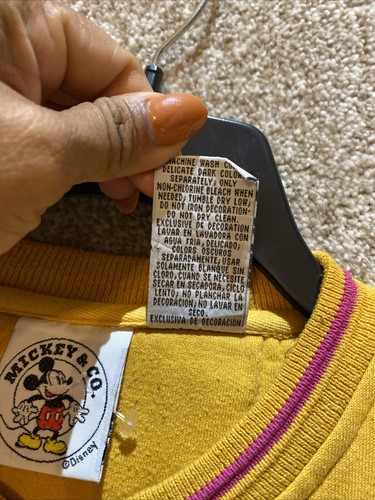 MACHINE WASH
DELICATE DARK COLORS
SEPARATELY; ONLY
NON-CHLORINE BLEACH WHEN
NEEDED; TUMBLE DRY LOW;
DO NOT IRON DECORATION-
DO NOT DRY CLEAN.
EXCLUSIVE OF DECORATION
LAVAR EN LAVADORA CON
AGUA FRIA, DELICADO;
COLORS OSCUROS
SEPARADAMENTE, USAR
SOLAMENTE BLANQUE SIN
CLORO, CUANDO SE NECESITE
SECAR EN SECADORA, CICLO
LENTO; NO PLANCHAR LA
DECORACION; NO LAVAR EN
SECO.
EXCLUSIVA DE DECORACION
MICKEY & CO.
©Disney